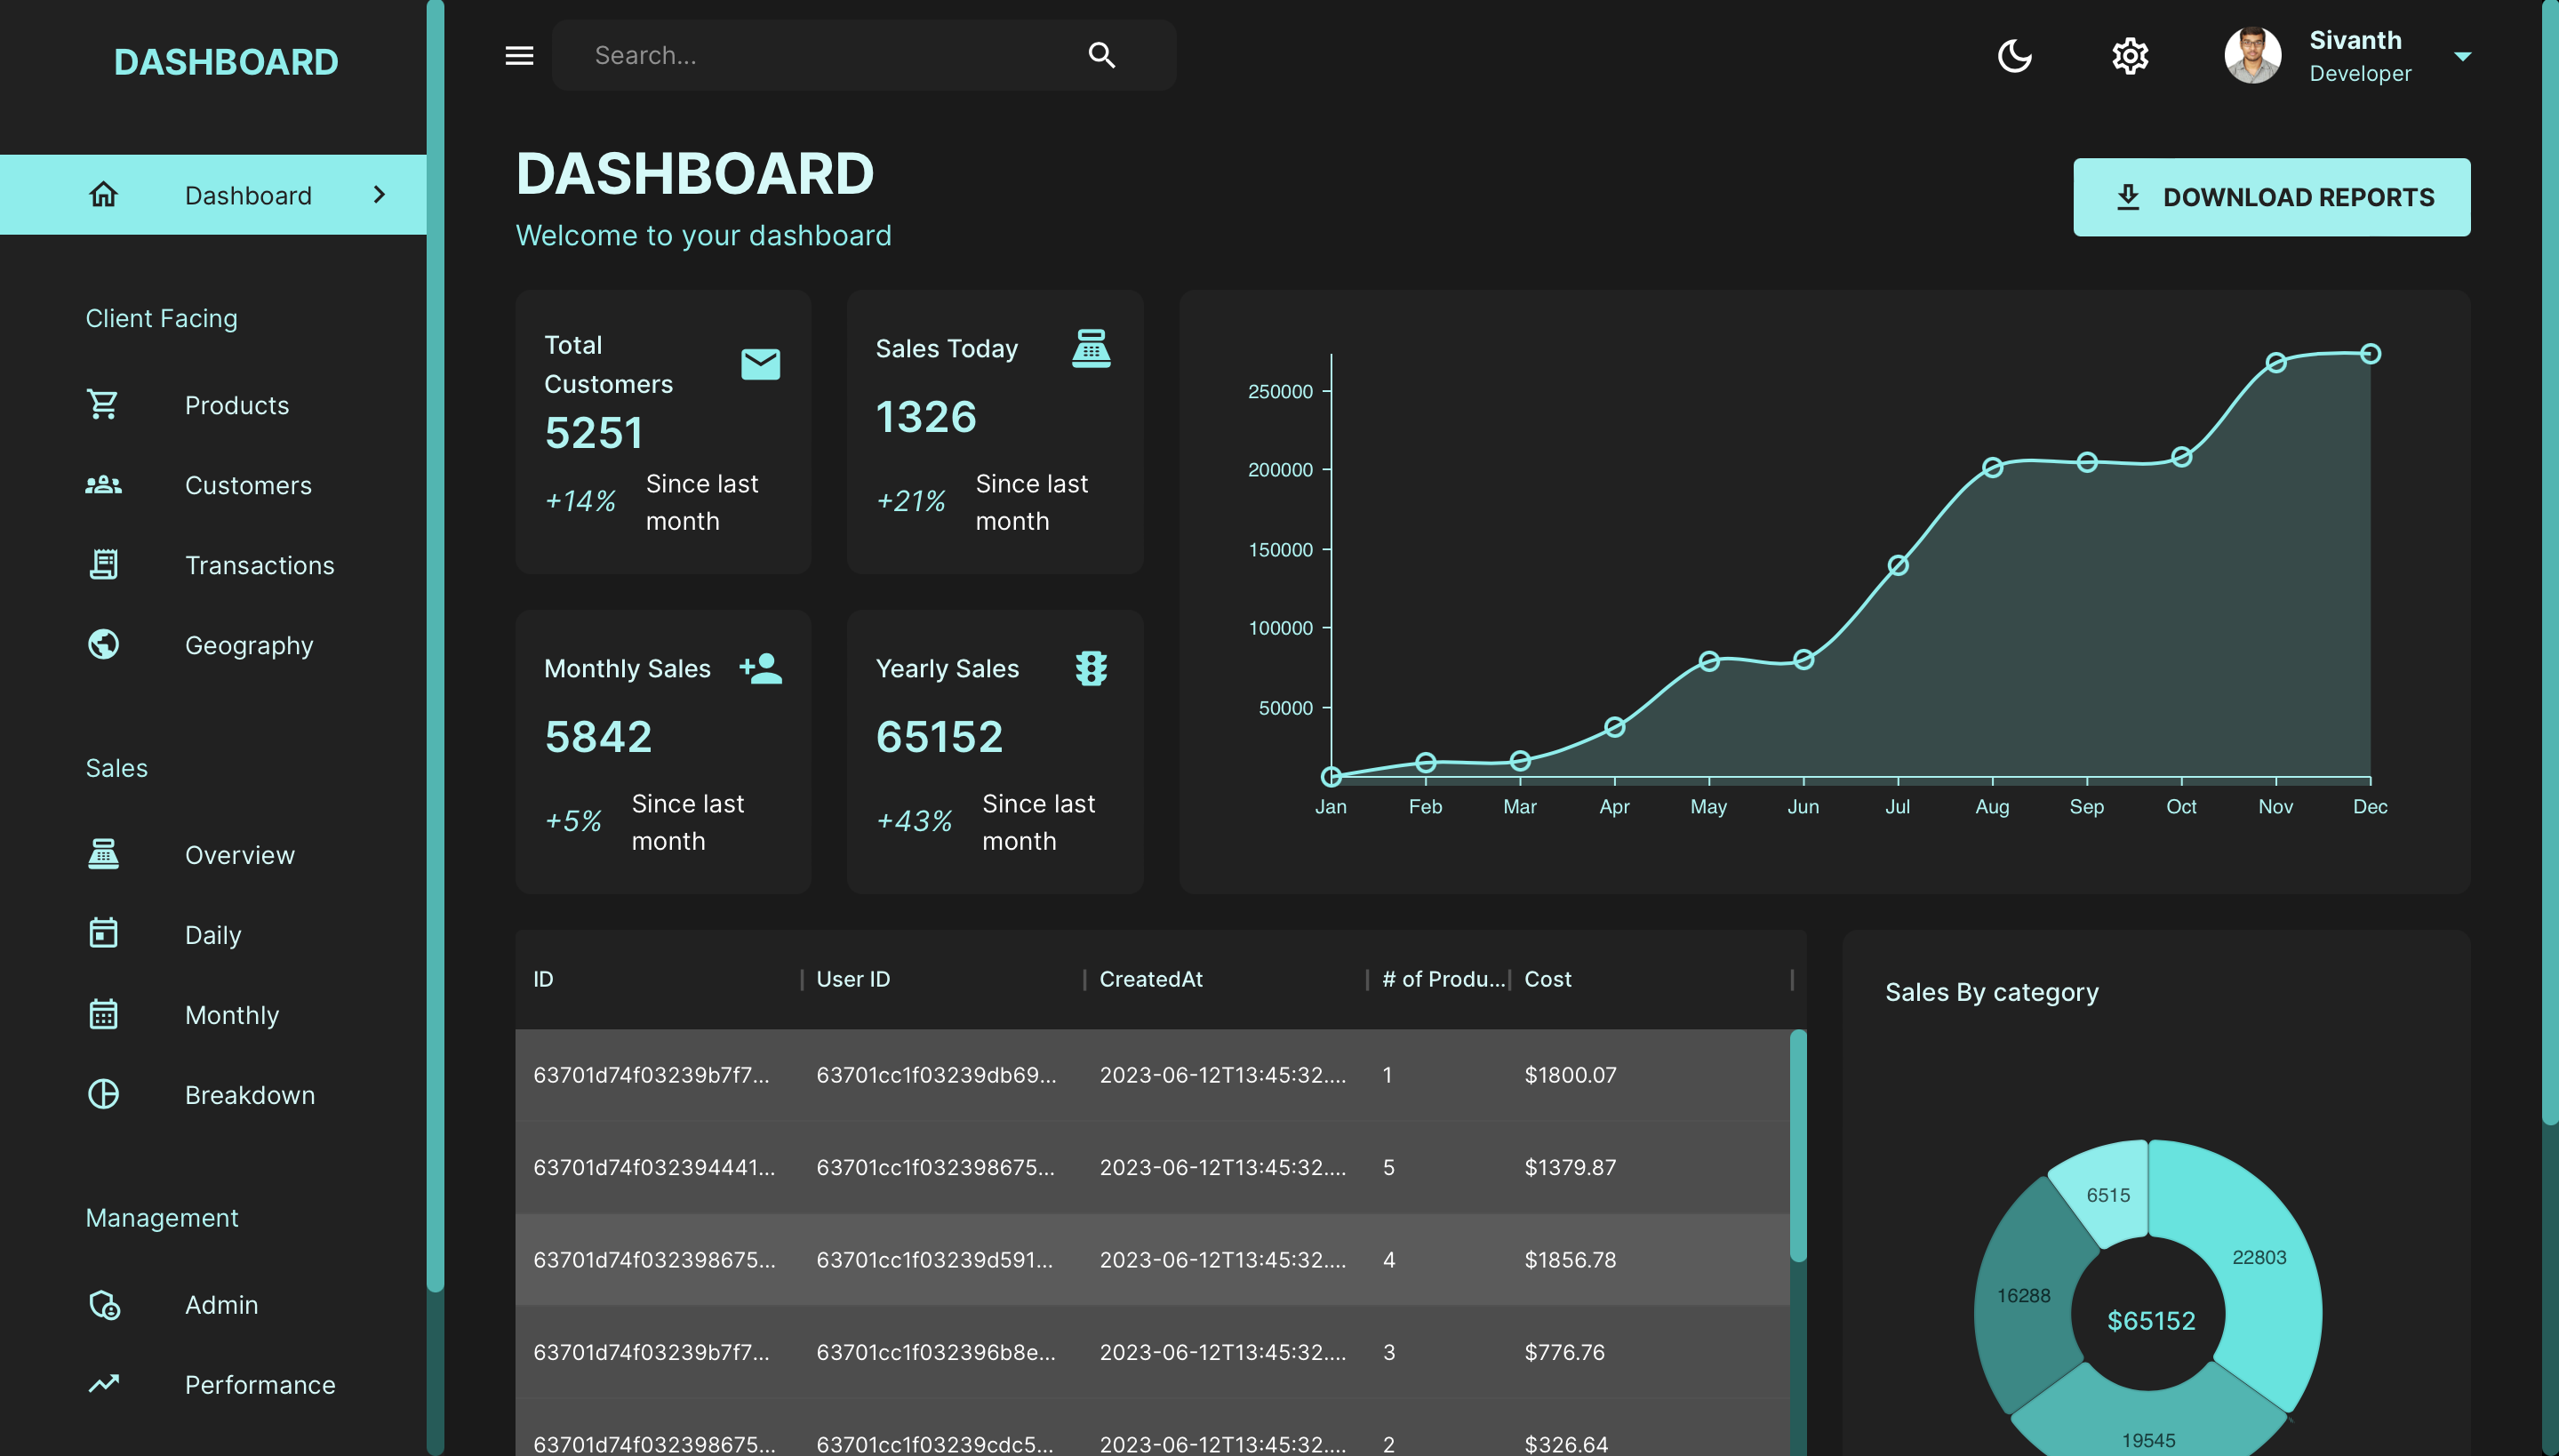 DASHBOARD
Dashboard
Client Facing
Products
Customers
Transactions
Geography
Sales
Overview
Daily
Monthly
Breakdown
Management
Admin
Performance
Search...
Sivanth
Developer
DASHBOARD
Welcome to your dashboard
DOWNLOAD REPORTS
Total
Customers
5251
+14%
Since last
month
Sales Today
1326
+21%
Since last
month
Monthly Sales
5842
+5%
Since last
month
Yearly Sales
65152
+43%
Since last
month
250000
200000
150000
100000
50000
Jan Feb Mar Apr May Jun Jul Aug Sep Oct Nov Dec
ID User ID CreatedAt # of Produ... Cost
63701d74f03239b7f7... 63701cc1f03239db69... 2023-06-12T13:45:32.... 1 $1800.07
63701d74f032394441... 63701cc1f032398675... 2023-06-12T13:45:32.... 5 $1379.87
63701d74f032398675... 63701cc1f03239d591... 2023-06-12T13:45:32.... 4 $1856.78
63701d74f03239b7f7... 63701cc1f032396b8e... 2023-06-12T13:45:32.... 3 $776.76
63701d74f032398675... 63701cc1f03239cdc5... 2023-06-12T13:45:32.... 2 $326.64
Sales By category
6515
22803
16288
$65152
19545